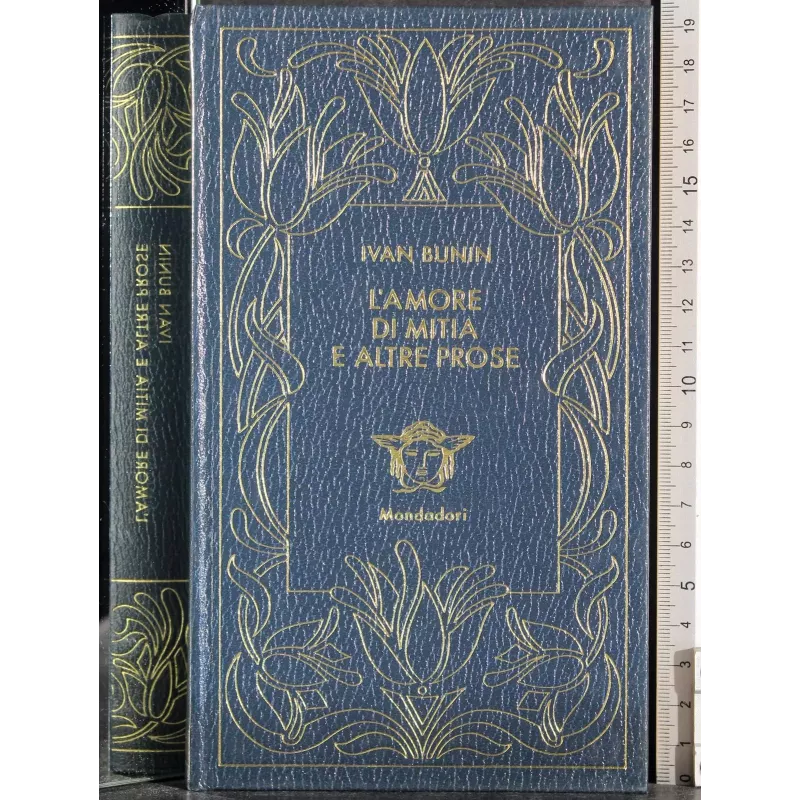 IVAN BUNIN
L'AMORE
DI MITIA
E ALTRE PROSE
Mondadori
IVAN BUNIN
L'AMORE DI MITIA E ALTRE PROSE
19
18
17
16
15
14
13
12
11
10
9
8
7
6
5
4
3
2
1
0